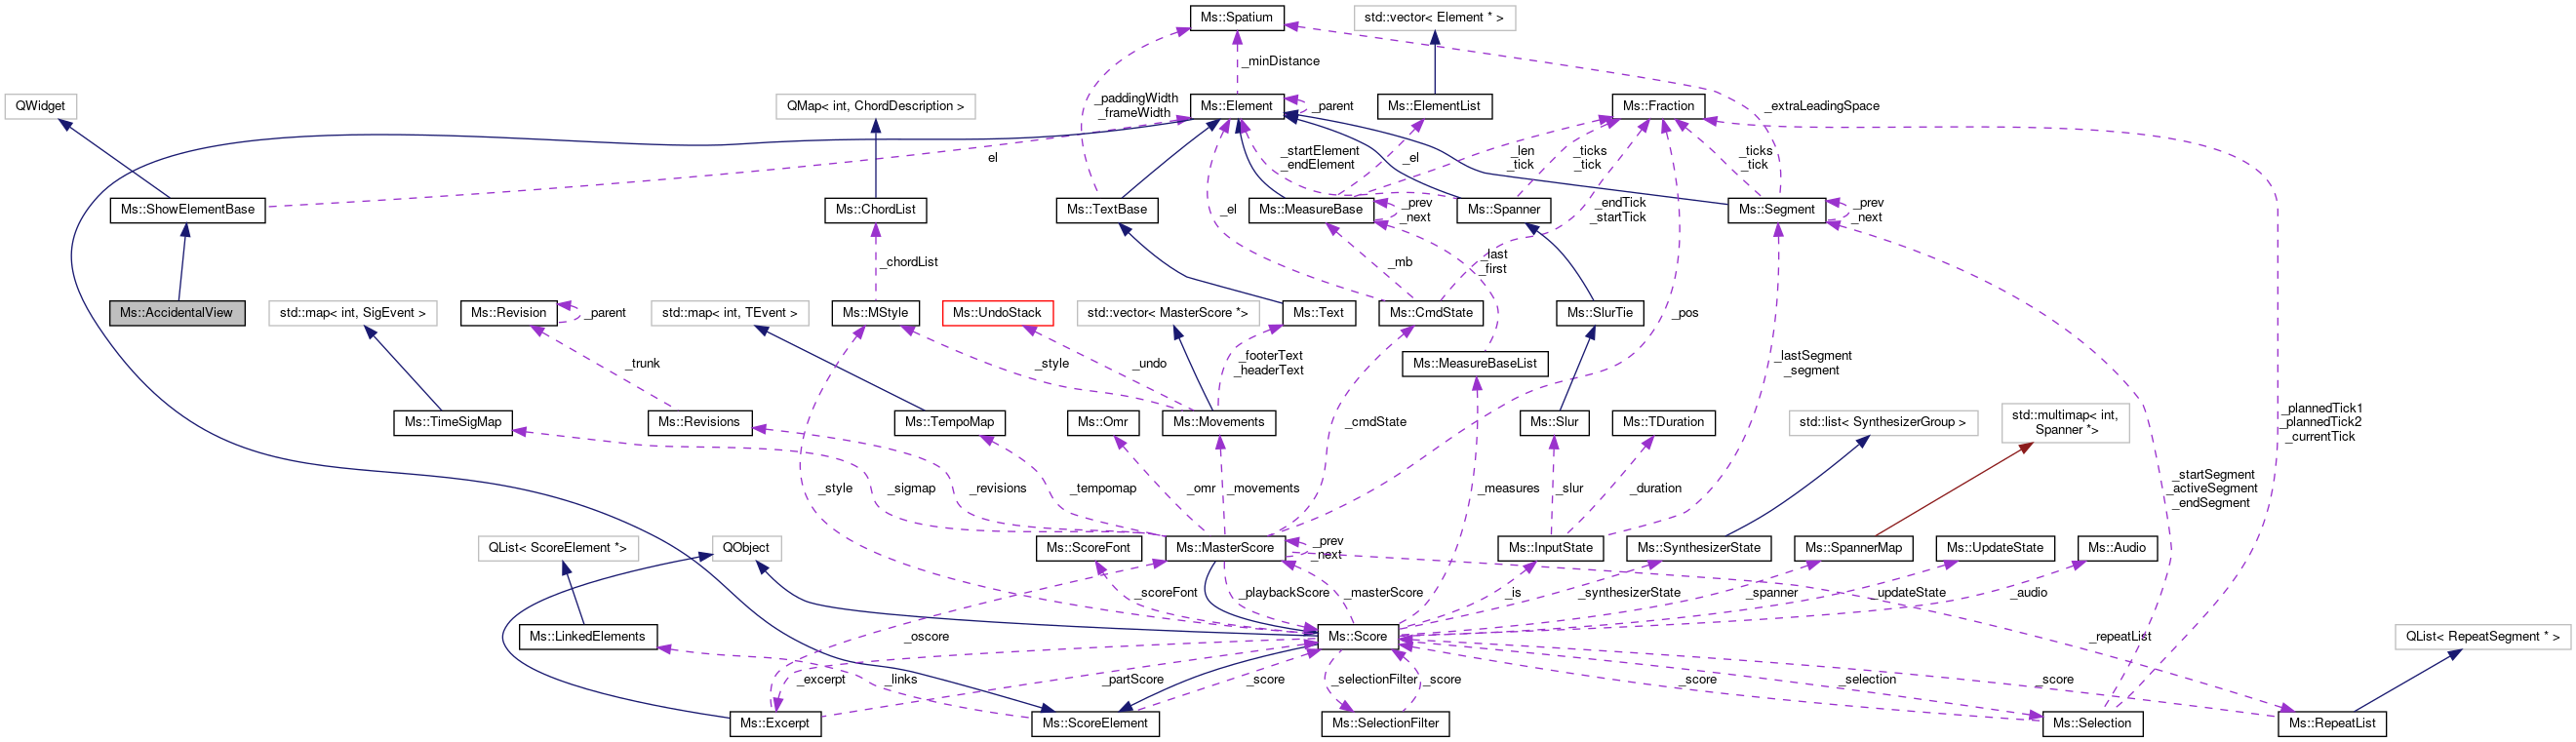 Ms::Spatium
std::vector< Element * >
_minDistance
QWidget
QMap< int, ChordDescription >
_paddingWidth
_frameWidth
Ms::Element
_parent
Ms::ElementList
Ms::Fraction
_extraLeadingSpace
el
_startElement
_endElement
_el
_len
_tick
_ticks
_tick
_ticks
_tick
Ms::ShowElementBase
Ms::ChordList
Ms::TextBase
_el
Ms::MeasureBase
_prev
_next
Ms::Spanner
_endTick
_startTick
Ms::Segment
_prev
_next
_chordList
_mb
_last
_first
Ms::AccidentalView
std::map< int, SigEvent >
Ms::Revision
_parent
std::map< int, TEvent >
Ms::MStyle
Ms::UndoStack
std::vector< MasterScore *>
Ms::Text
Ms::CmdState
Ms::SlurTie
_pos
_trunk
_style
_undo
_footerText
_headerText
Ms::MeasureBaseList
_lastSegment
_segment
Ms::TimeSigMap
Ms::Revisions
Ms::TempoMap
Ms::Omr
Ms::Movements
_cmdState
Ms::Slur
Ms::TDuration
std::list< SynthesizerGroup >
std::multimap< int,
Spanner *>
_plannedTick1
_plannedTick2
_currentTick
_style
_sigmap
_revisions
_tempomap
_omr
_movements
_measures
_slur
_duration
_startSegment
_activeSegment
_endSegment
QList< ScoreElement *>
QObject
Ms::ScoreFont
Ms::MasterScore
_prev
_next
Ms::InputState
Ms::SynthesizerState
Ms::SpannerMap
Ms::UpdateState
Ms::Audio
_scoreFont
_playbackScore
_masterScore
_is
_synthesizerState
_spanner
_updateState
_audio
Ms::LinkedElements
_oscore
Ms::Score
_repeatList
QList< RepeatSegment * >
_excerpt
_links
_partScore
_score
_selectionFilter
_score
_score
_selection
_score
Ms::Excerpt
Ms::ScoreElement
Ms::SelectionFilter
Ms::Selection
Ms::RepeatList